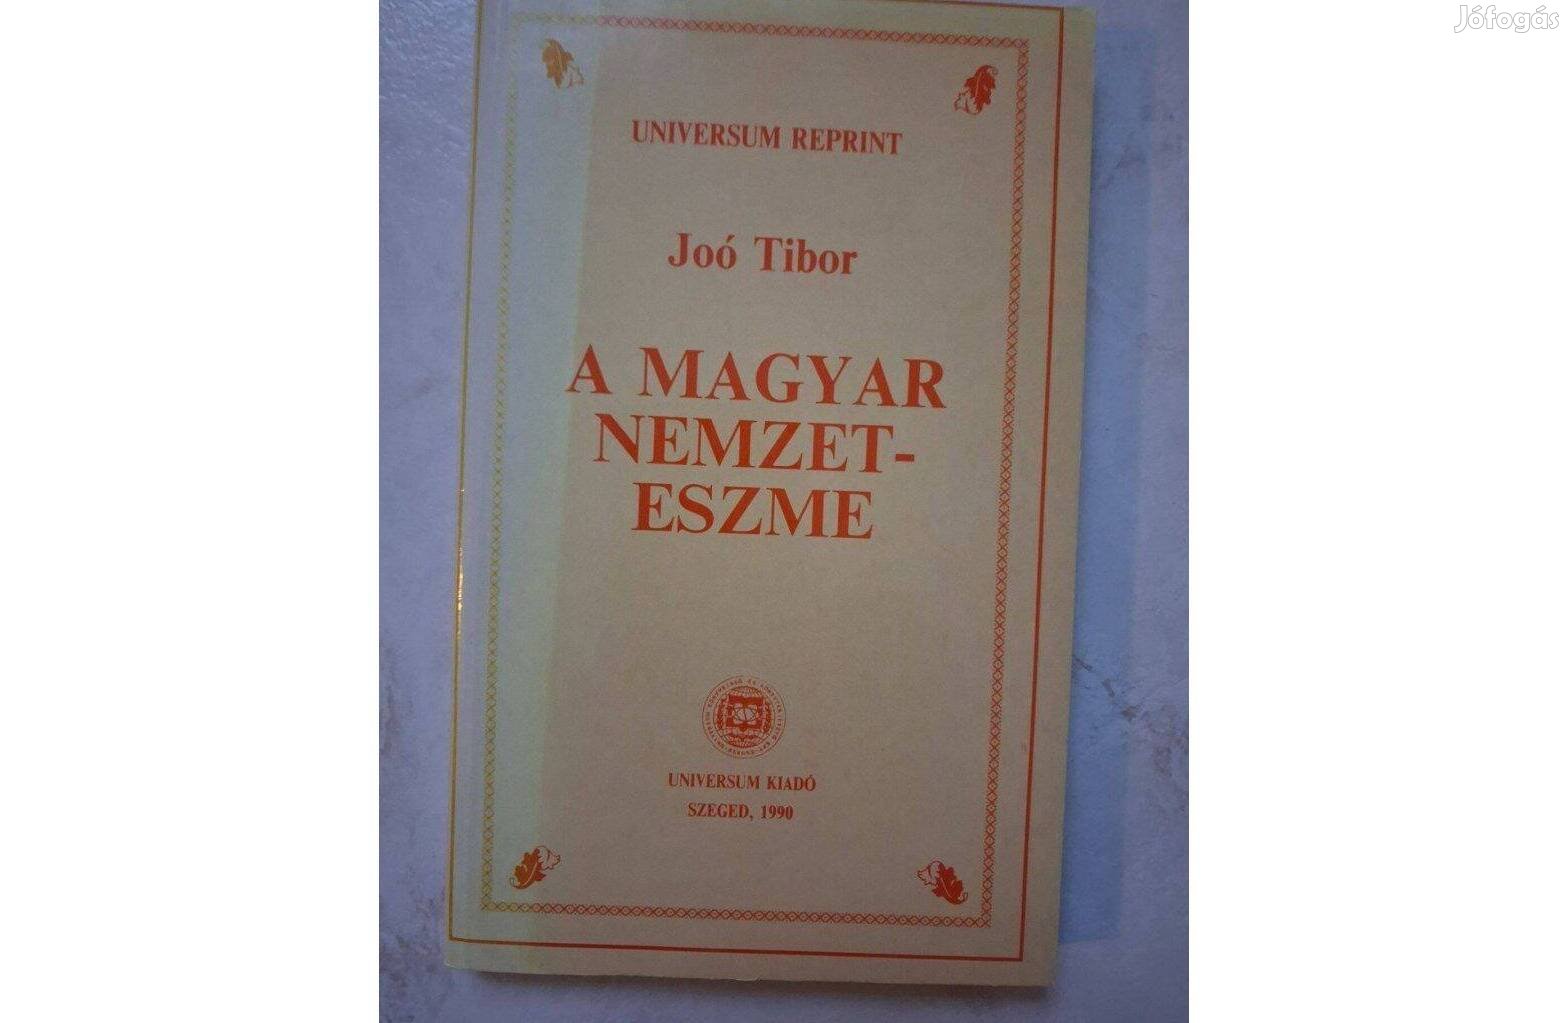 Jófogás
UNIVERSUM REPRINT
Joó Tibor
A MAGYAR
NEMZET-
ESZME
UNIVERSUM KIADÓ
SZEGED, 1990